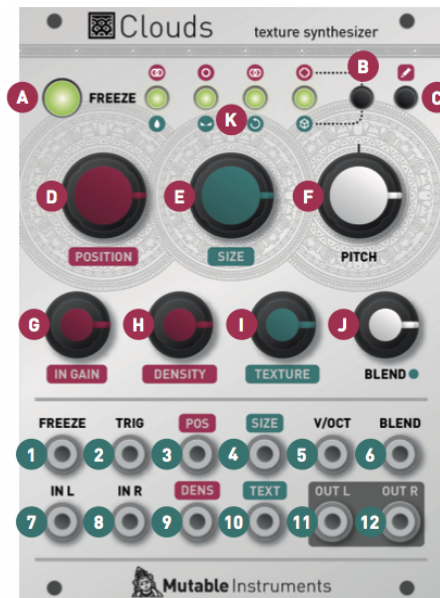 Clouds texture synthesizer
B
A FREEZE C
K
D E F
POSITION SIZE PITCH
G H I J
IN GAIN DENSITY TEXTURE BLEND
FREEZE TRIG POS SIZE V/OCT BLEND
1 2 3 4 5 6
IN L IN R DENS TEXT OUT L OUT R
7 8 9 10 11 12
Mutable Instruments